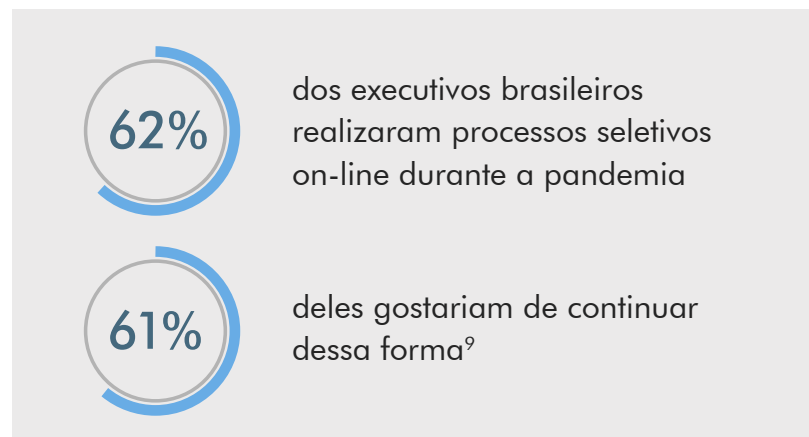 62%
dos executivos brasileiros
realizaram processos seletivos
on-line durante a pandemia
61%
deles gostariam de continuar
dessa forma⁹